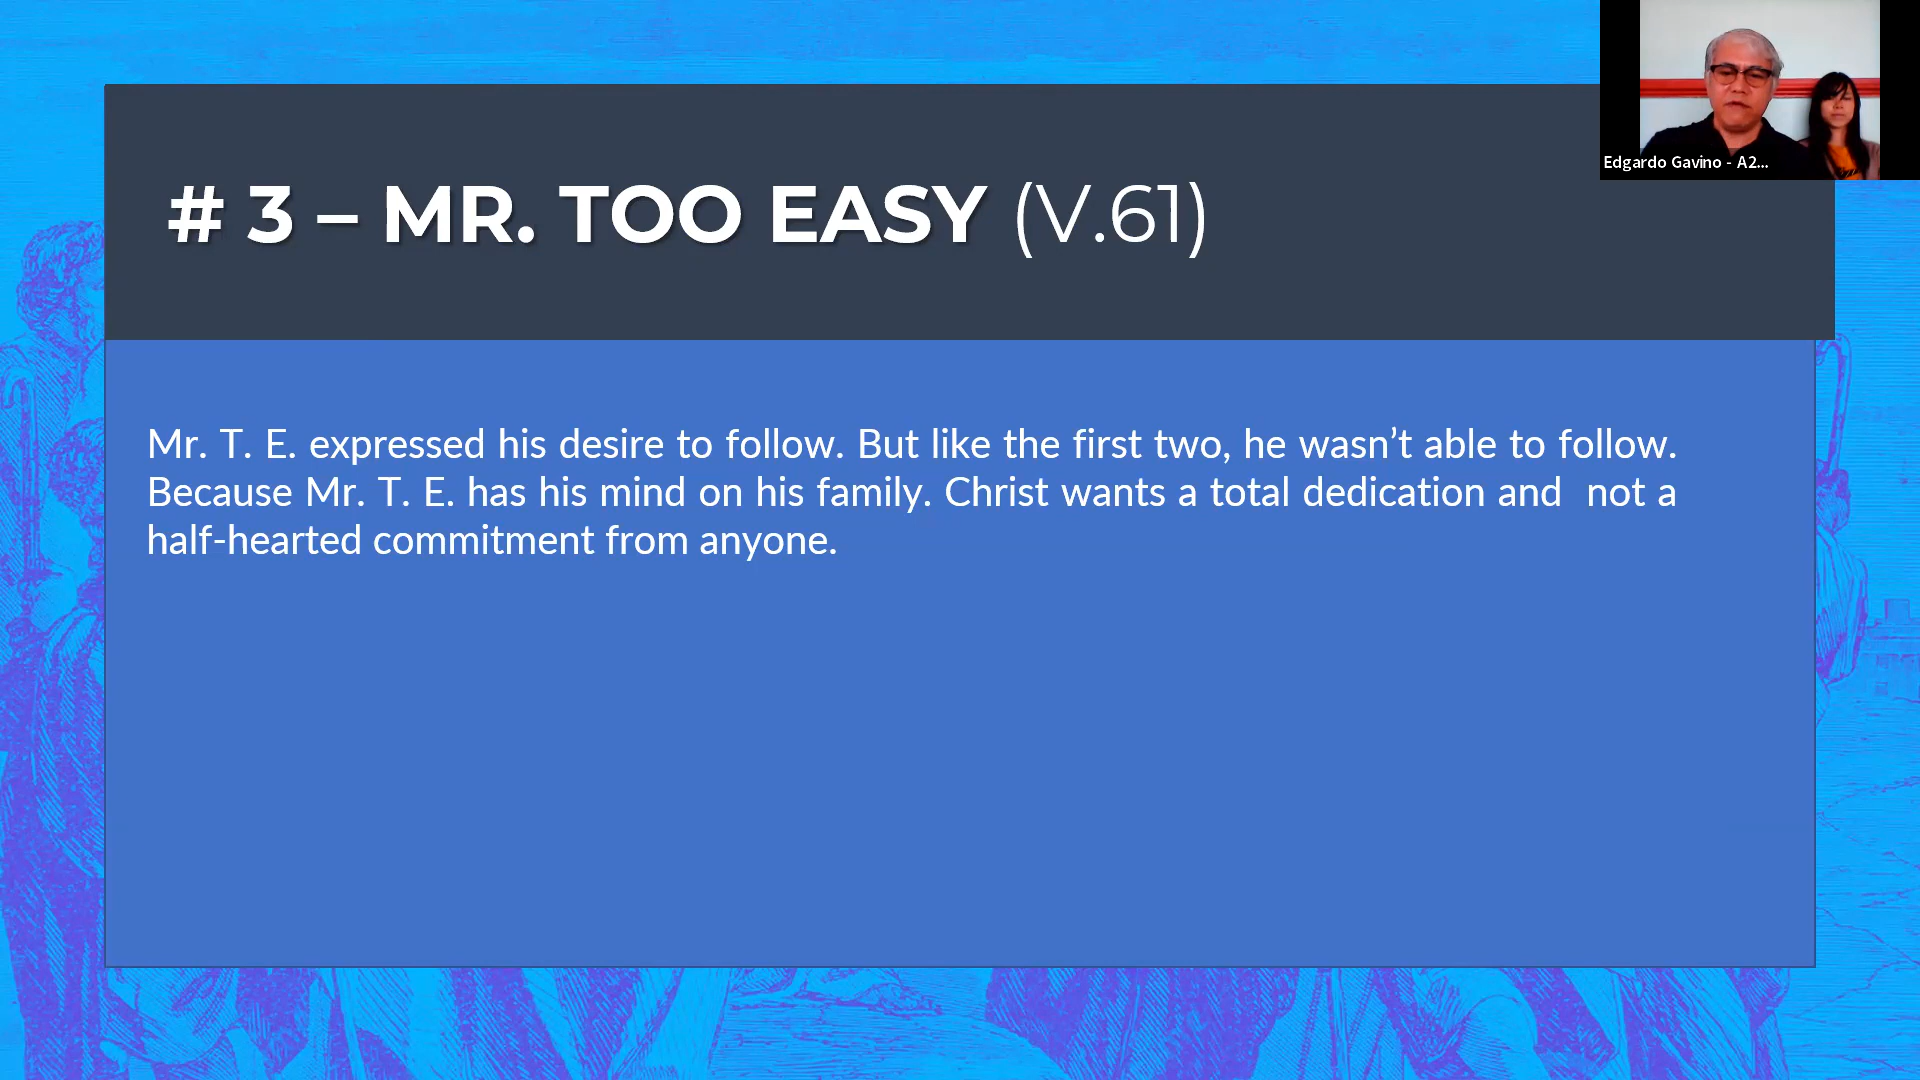 # 3 – MR. TOO EASY (V.61)
Edgardo Gavino - A2...
Mr. T. E. expressed his desire to follow. But like the first two, he wasn’t able to follow.
Because Mr. T. E. has his mind on his family. Christ wants a total dedication and  not a
half-hearted commitment from anyone.